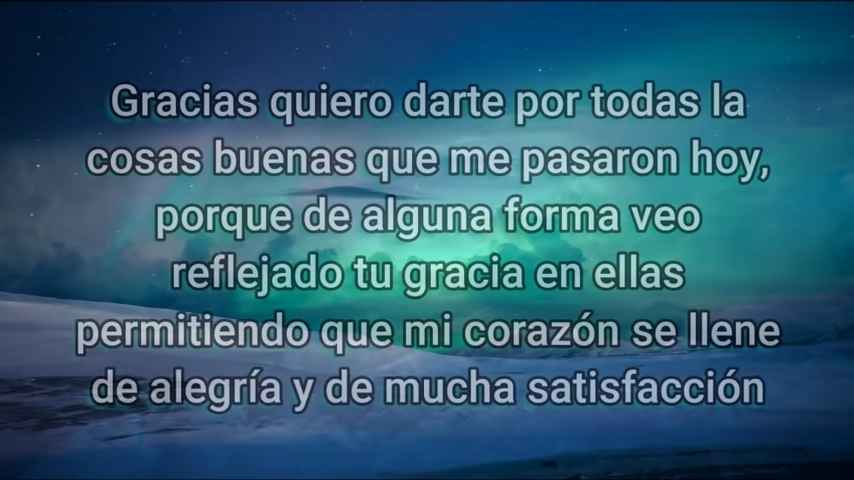 Gracias quiero darte por todas la
cosas buenas que me pasaron hoy,
porque de alguna forma veo
reflejado tu gracia en ellas
permitiendo que mi corazón se llene
de alegría y de mucha satisfacción